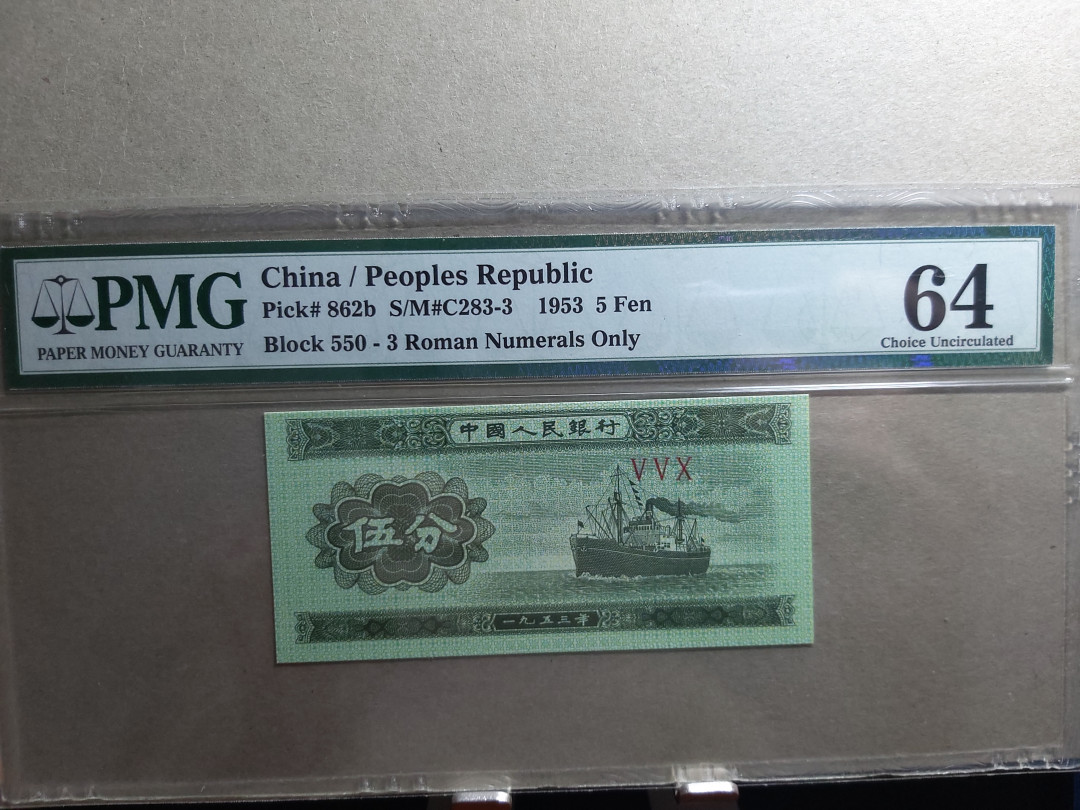 PMG
PAPER MONEY GUARANTY
China / Peoples Republic
Pick# 862b S/M#C283-3 1953 5 Fen
Block 550 - 3 Roman Numerals Only
64
Choice Uncirculated
中國人民銀行
VVX
伍分
一九五三年